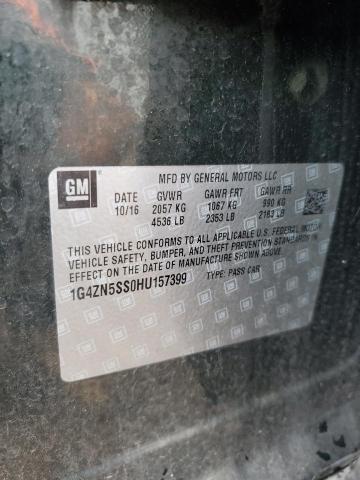 MFD BY GENERAL MOTORS LLC
GM
DATE GVWR GAWR FRT GAWR RR
10/16 2057 KG 1067 KG 990 KG
4536 LB 2353 LB 2183 LB
THIS VEHICLE CONFORMS TO ALL APPLICABLE U.S. FEDERAL MOTOR
VEHICLE SAFETY, BUMPER, AND THEFT PREVENTION STANDARDS IN
EFFECT ON THE DATE OF MANUFACTURE SHOWN ABOVE.
1G4ZN5SS0HU157399 TYPE: PASS CAR